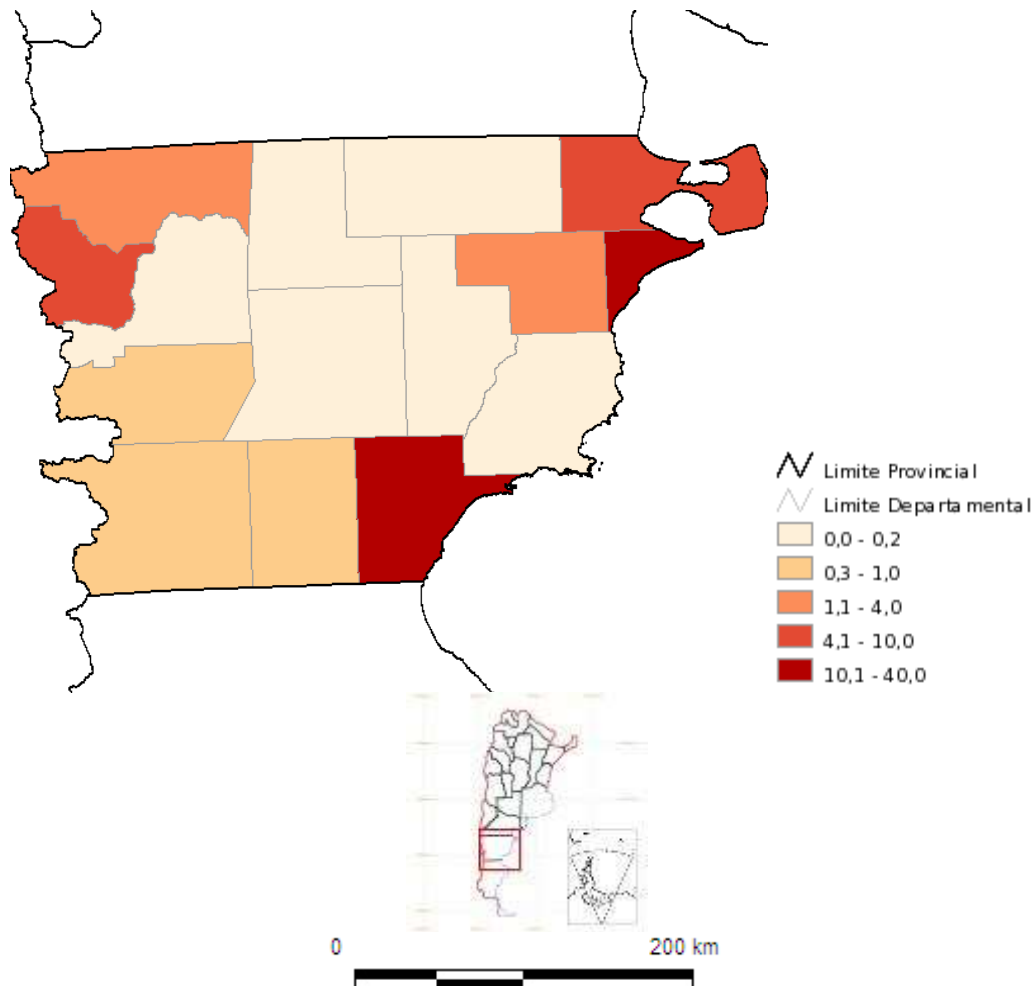 Limite Provincial
Limite Departamental
0,0 - 0,2
0,3 - 1,0
1,1 - 4,0
4,1 - 10,0
10,1 - 40,0
0 200 km